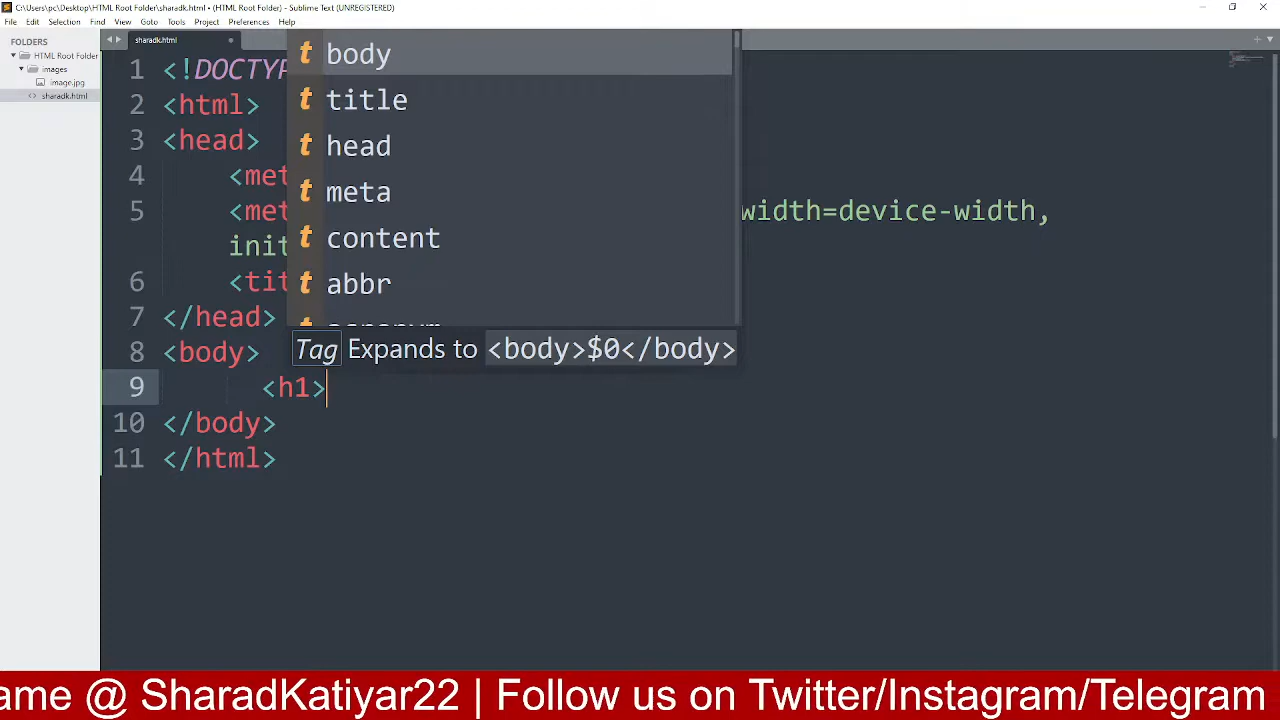 C:\Users\pc\Desktop\HTML Root Folder\sharadk.html • (HTML Root Folder) - Sublime Text (UNREGISTERED)
File Edit Selection Find View Goto Tools Project Preferences Help
FOLDERS
HTML Root Folder
images
image.jpg
sharadk.html
sharadk.html
1 <!DOCTYP
2 <html>
3 <head>
4 <met
5 <met width=device-width,
init
6 <tit
7 </head>
8 <body>
9 <h1>
10 </body>
11 </html>
t body
t title
t head
t meta
t content
t abbr
Tag Expands to <body>$0</body>
ame @ SharadKatiyar22 | Follow us on Twitter/Instagram/Telegram